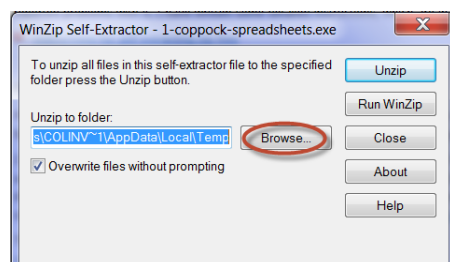 WinZip Self-Extractor - 1-coppock-spreadsheets.exe
To unzip all files in this self-extractor file to the specified
folder press the Unzip button.
Unzip to folder:
s\COLINV~1\AppData\Local\Temp
Browse...
Overwrite files without prompting
Unzip
Run WinZip
Close
About
Help